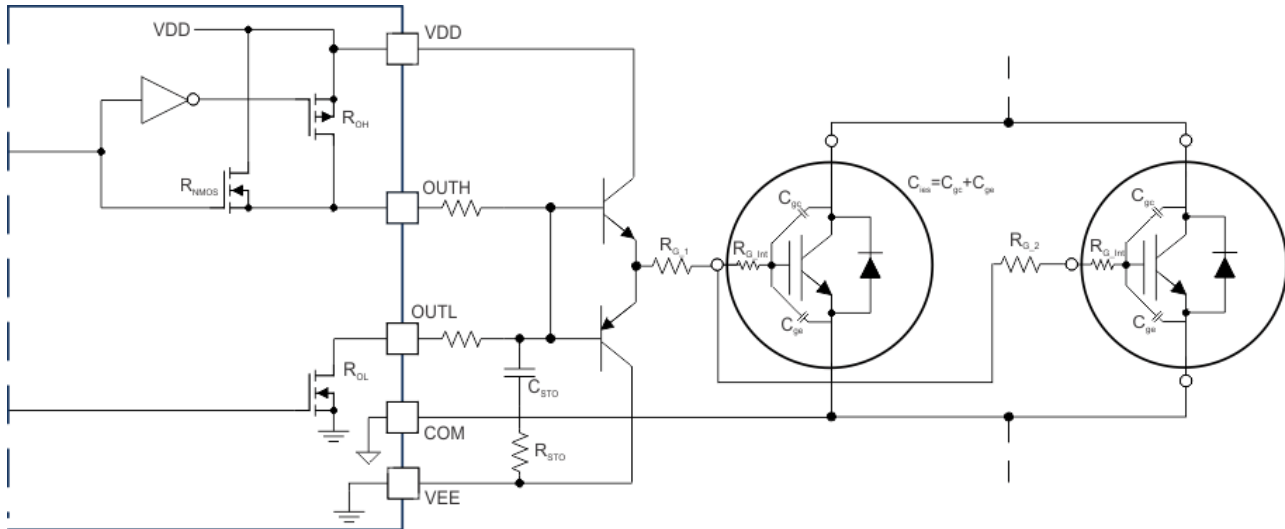 VDD
VDD
R_OH
R_NMOS
OUTH
C_gc
C_ies=C_gc+C_ge
C_gc
R_G_1
R_G_Int
R_G_2
R_G_Int
C_ge
C_ge
OUTL
R_OL
C_STO
COM
R_STO
VEE